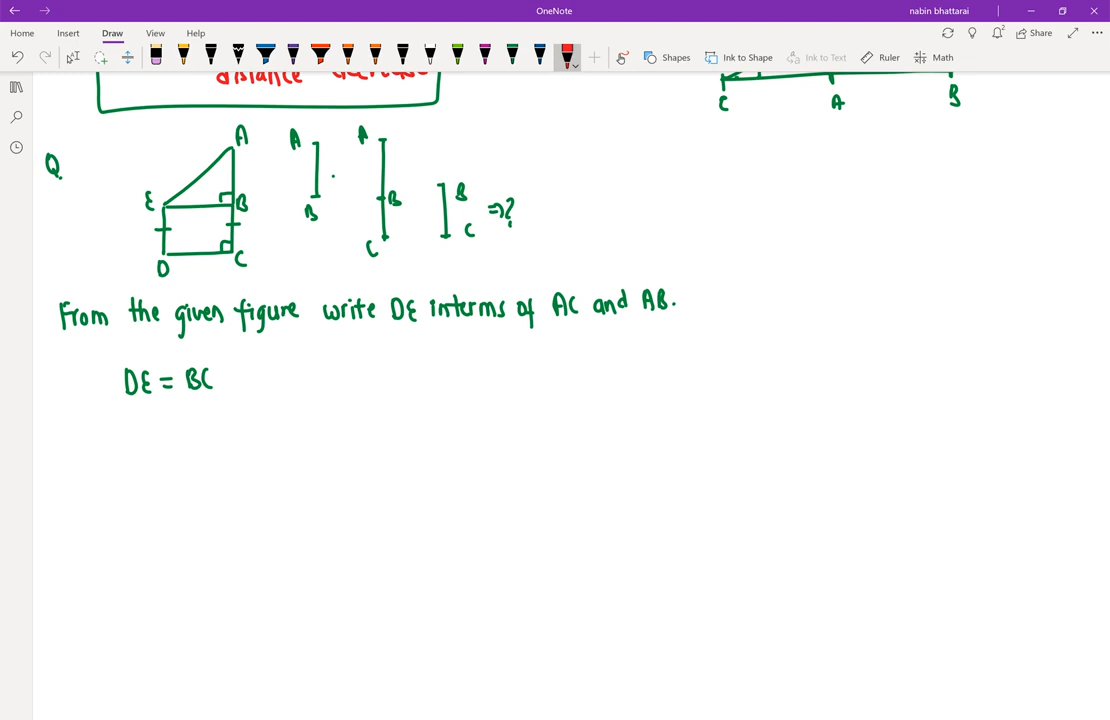 OneNote
nabin bhattarai
Home Insert Draw View Help
Share
Shapes Ink to Shape Ink to Text Ruler Math
distance
C A B
Q.
A A A
E B B B B => ?
D C C C
From the given figure write DE interms of AC and AB.
DE = BC